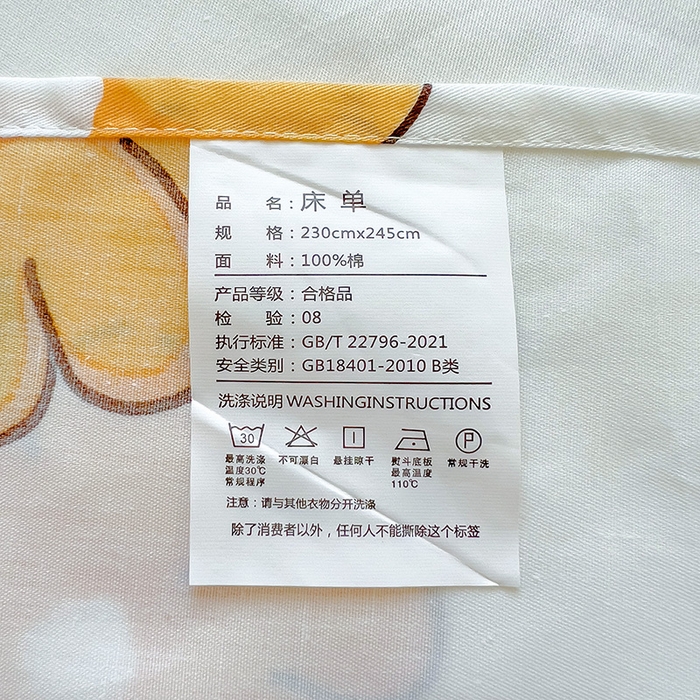 品　　名：床 单
规　　格：230cmx245cm
面　　料：100%棉
产品等级：合格品
检　　验：08
执行标准：GB/T 22796-2021
安全类别：GB18401-2010 B类
洗涤说明 WASHINGINSTRUCTIONS
30
P
最高洗涤
温度30℃
常规程序
不可漂白
悬挂晾干
熨斗底板
最高温度
110℃
常规干洗
注意：请与其他衣物分开洗涤
除了消费者以外，任何人不能撕除这个标签